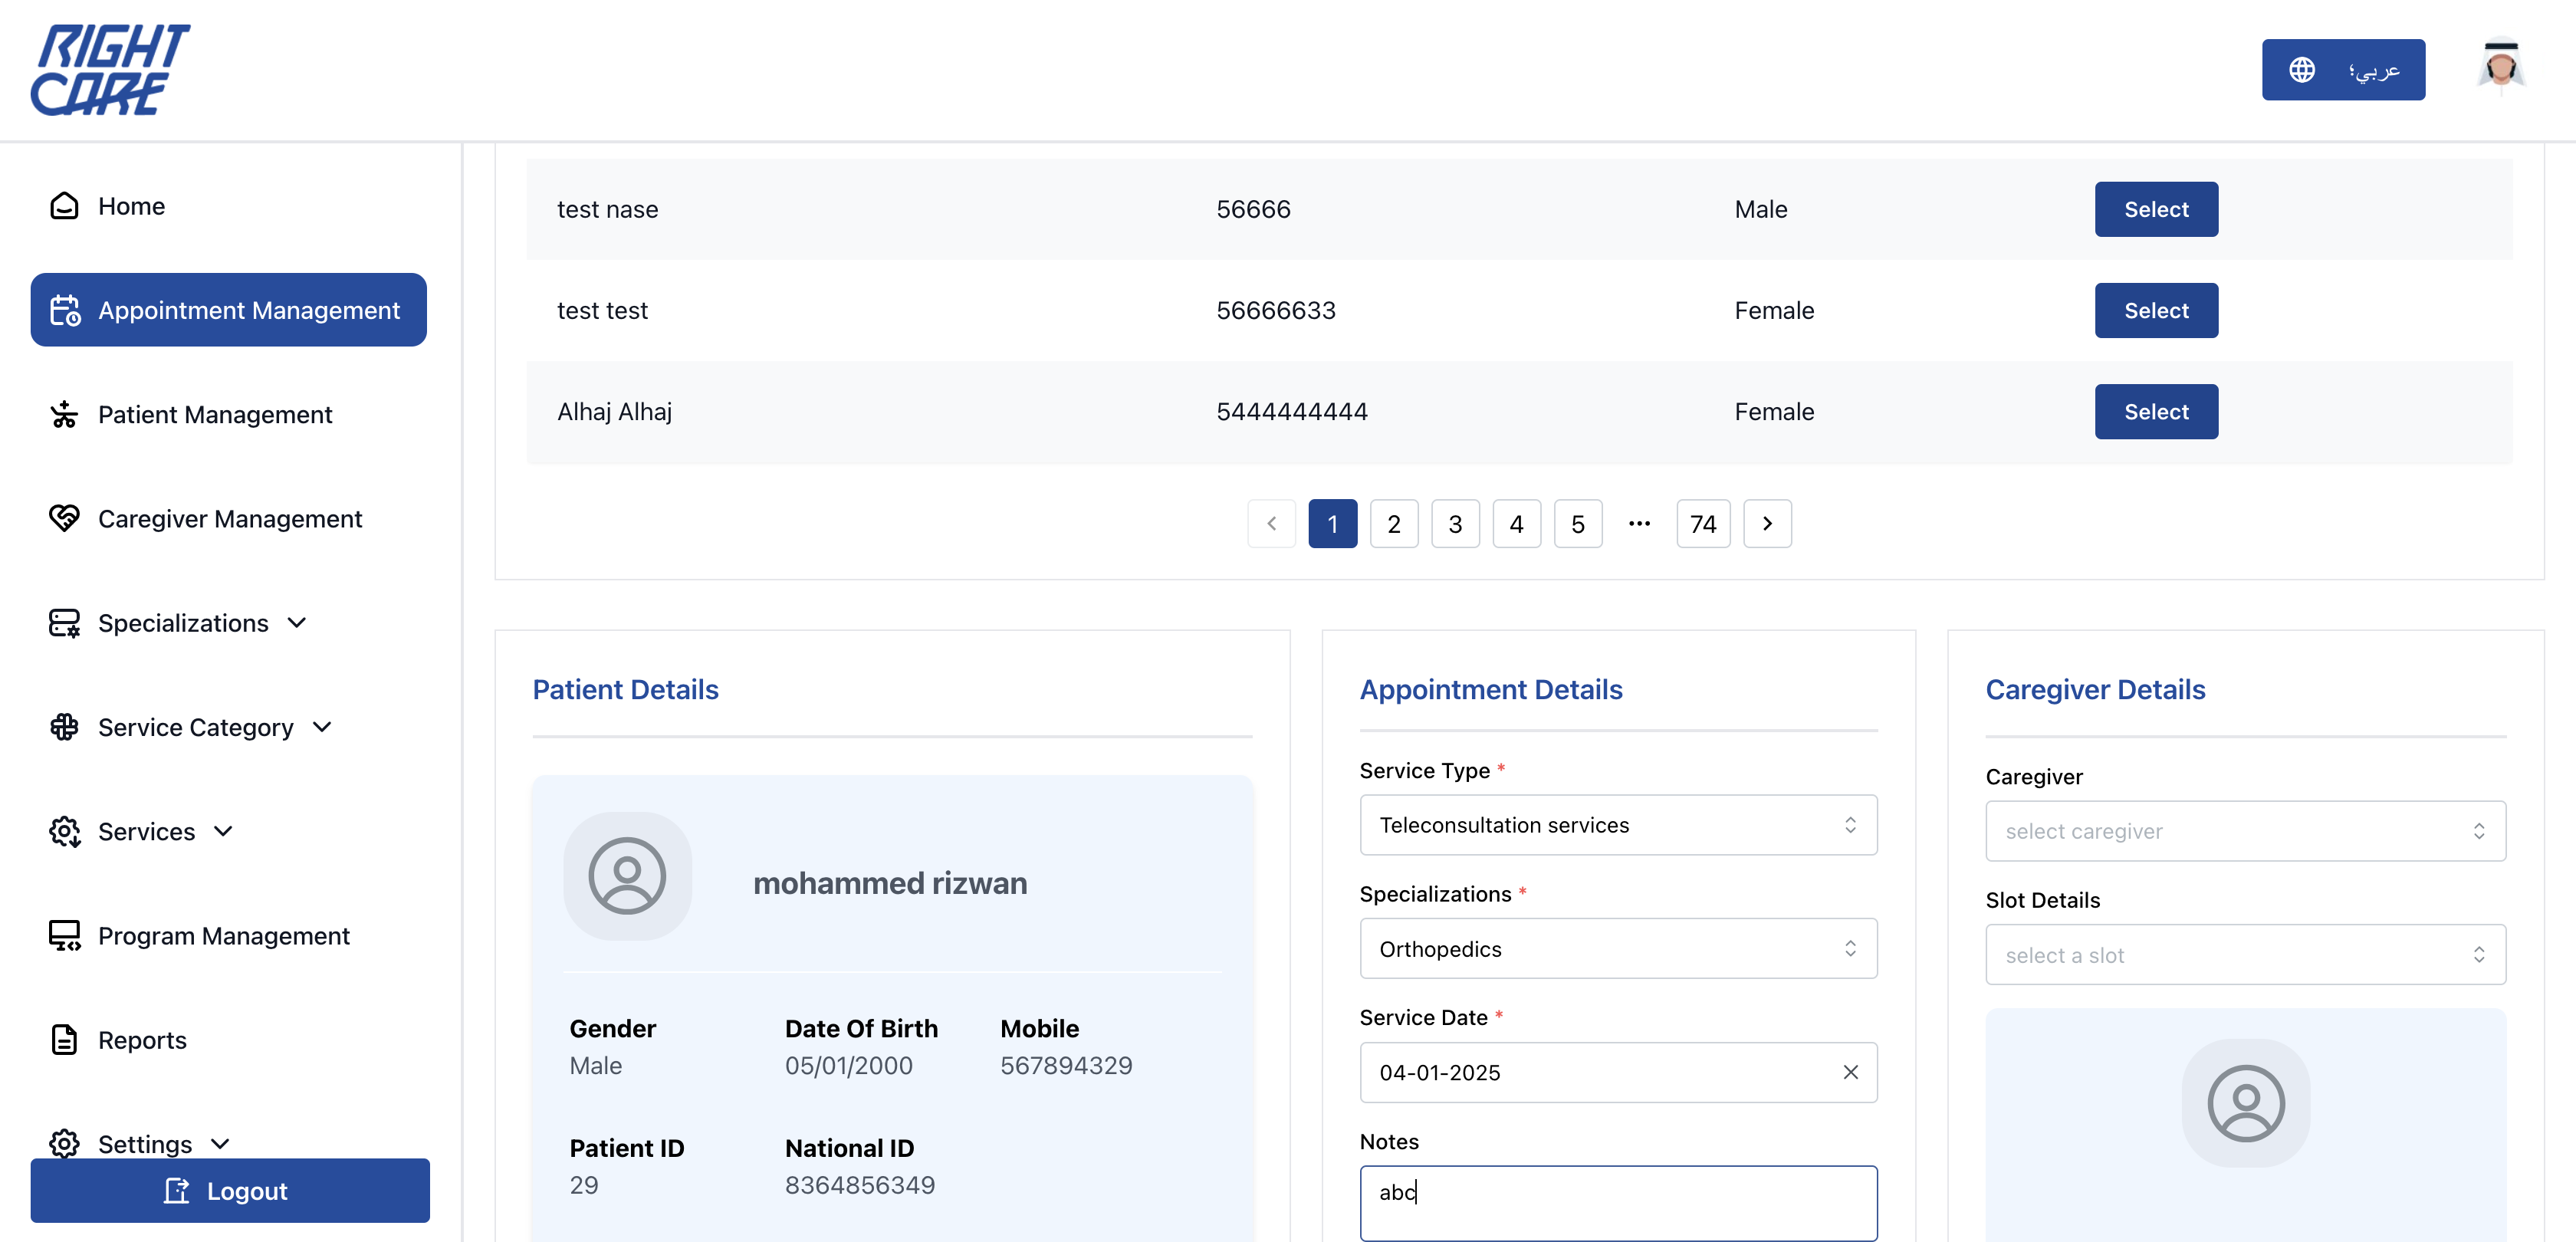 RIGHT
CARE
عربي؛
Home
Appointment Management
Patient Management
Caregiver Management
Specializations
Service Category
Services
Program Management
Reports
Settings
Logout
test nase 56666 Male Select
test test 56666633 Female Select
Alhaj Alhaj 5444444444 Female Select
1 2 3 4 5 ••• 74
Patient Details
mohammed rizwan
Gender Date Of Birth Mobile
Male 05/01/2000 567894329
Patient ID National ID
29 8364856349
Appointment Details
Service Type *
Teleconsultation services
Specializations *
Orthopedics
Service Date *
04-01-2025
Notes
abc
Caregiver Details
Caregiver
select caregiver
Slot Details
select a slot